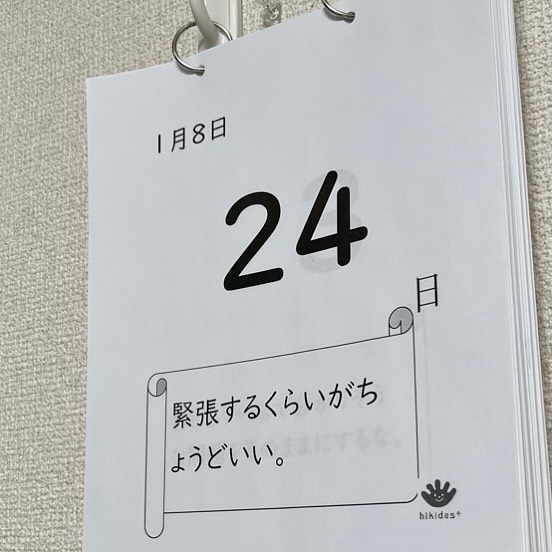 1月8日
24
日
緊張するくらいがち
ょうどいい。
hikidas+